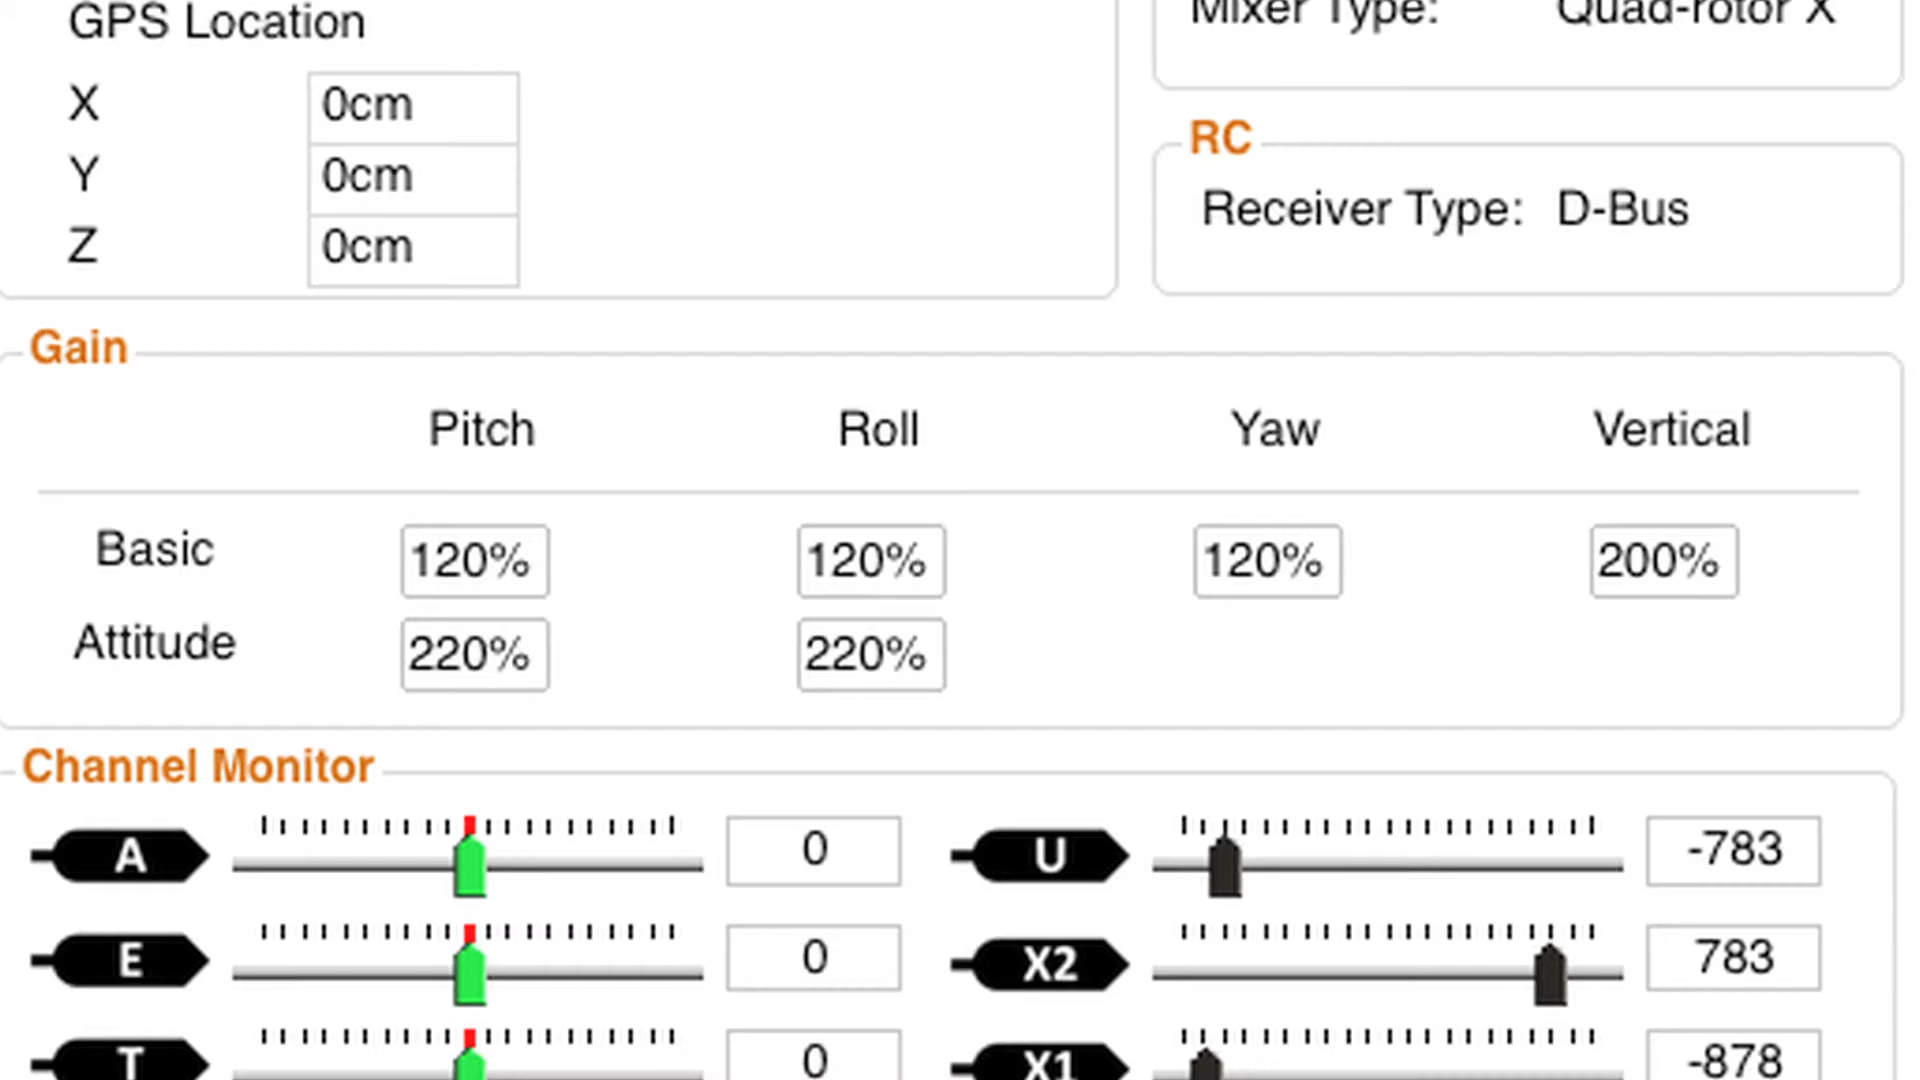 GPS Location
X 0cm
Y 0cm
Z 0cm
Mixer Type: Quad-rotor X
RC
Receiver Type: D-Bus
Gain
Pitch Roll Yaw Vertical
Basic 120% 120% 120% 200%
Attitude 220% 220%
Channel Monitor
A 0 U -783
E 0 X2 783
T 0 X1 -878